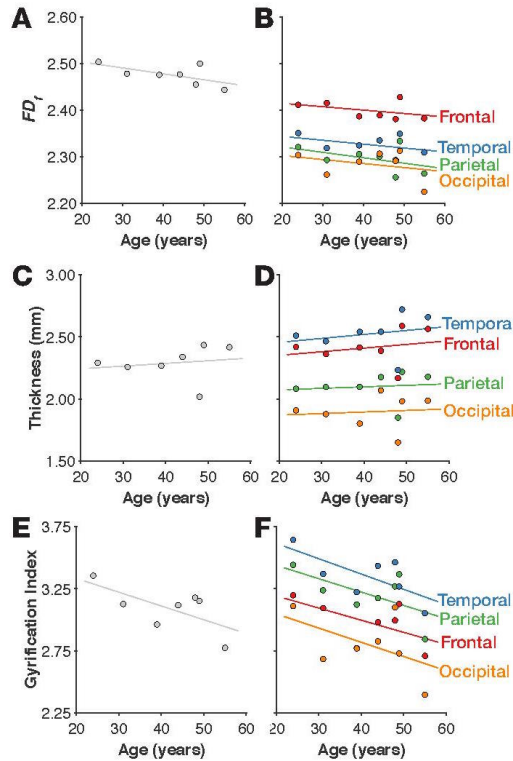 A
B
FDf
2.60
2.50
2.40
2.30
2.20
20 30 40 50 60
20 30 40 50 60
Age (years)
Age (years)
Frontal
Temporal
Parietal
Occipital
C
D
Thickness (mm)
3.00
2.50
2.00
1.50
20 30 40 50 60
20 30 40 50 60
Age (years)
Age (years)
Tempora
Frontal
Parietal
Occipital
E
F
Gyrification Index
3.75
3.25
2.75
2.25
20 30 40 50 60
20 30 40 50 60
Age (years)
Age (years)
Temporal
Parietal
Frontal
Occipital